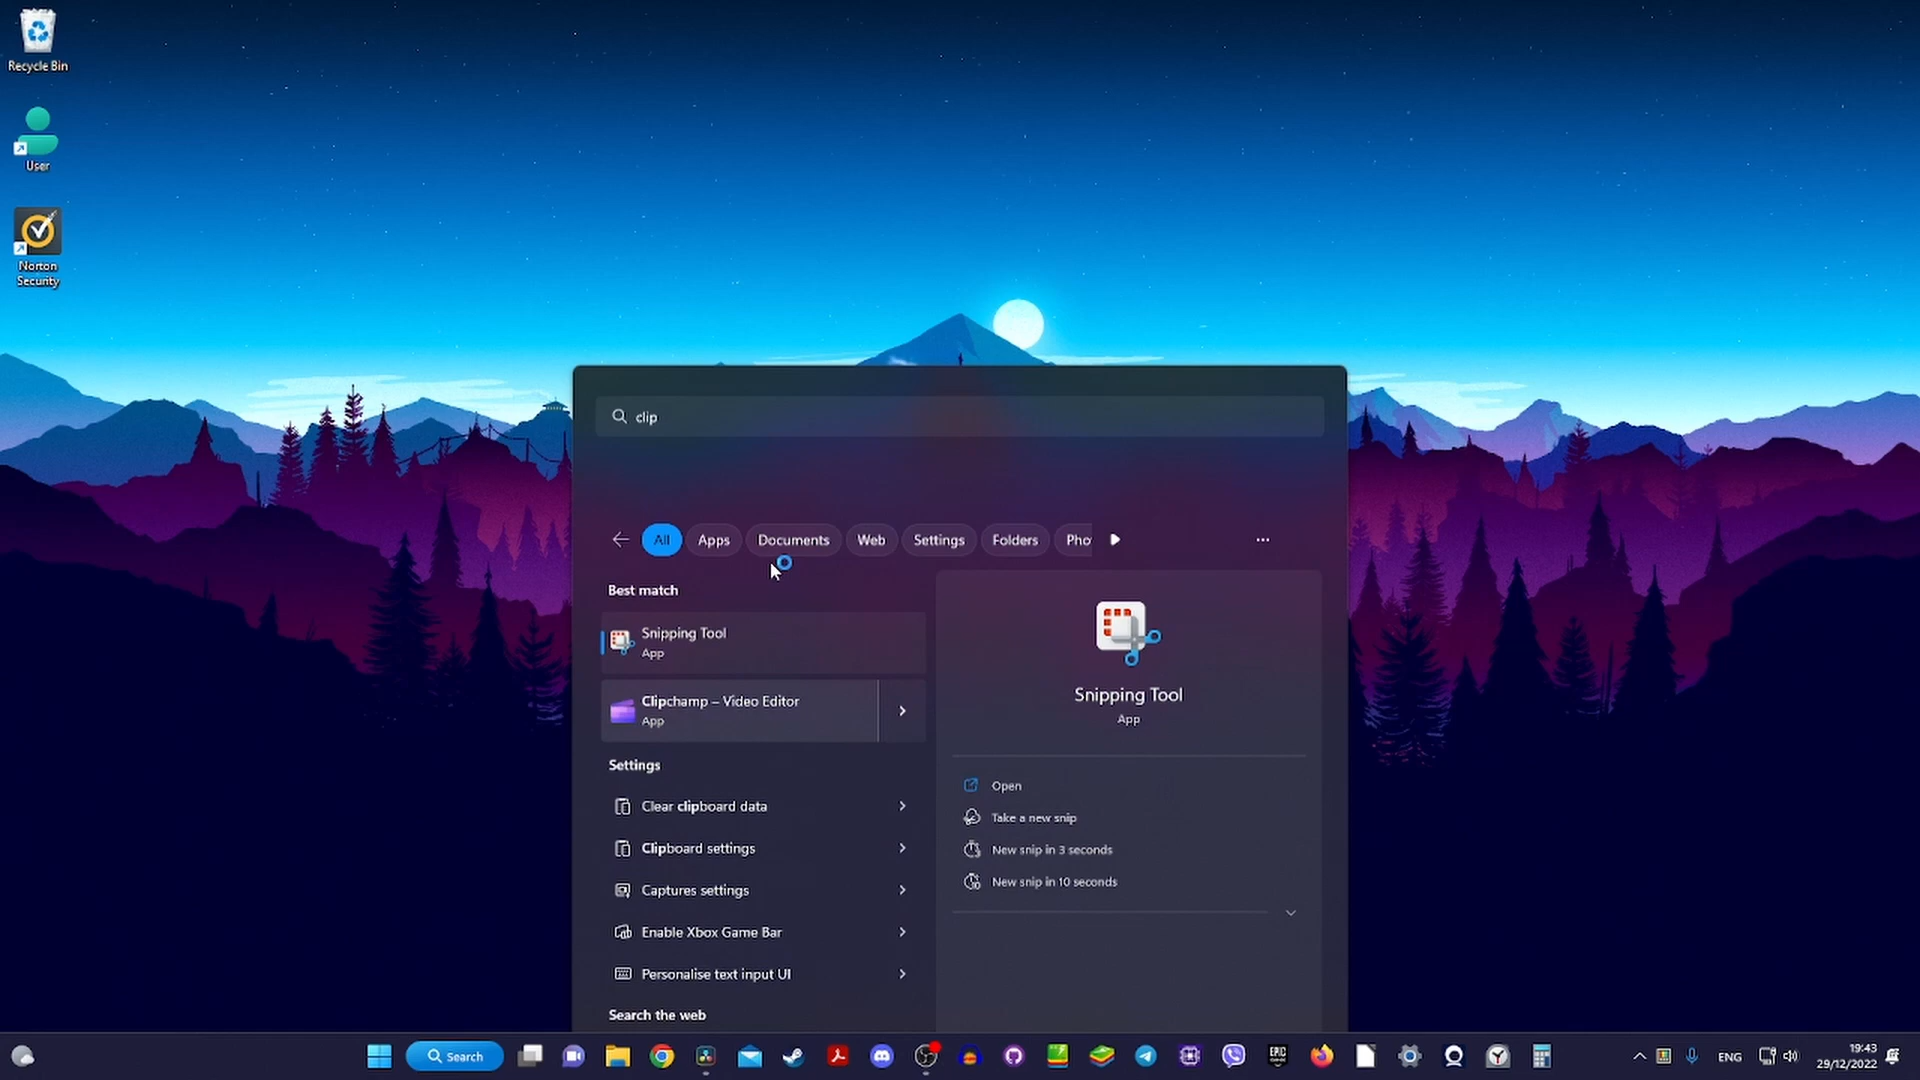 Recycle Bin
User
Norton
Security
clip
All
Apps
Documents
Web
Settings
Folders
Pho
Best match
Snipping Tool
App
Clipchamp – Video Editor
App
Settings
Clear clipboard data
Clipboard settings
Captures settings
Enable Xbox Game Bar
Personalise text input UI
Search the web
Snipping Tool
App
Open
Take a new snip
New snip in 3 seconds
New snip in 10 seconds
Search
EPIC
ENG
19:43
29/12/2022